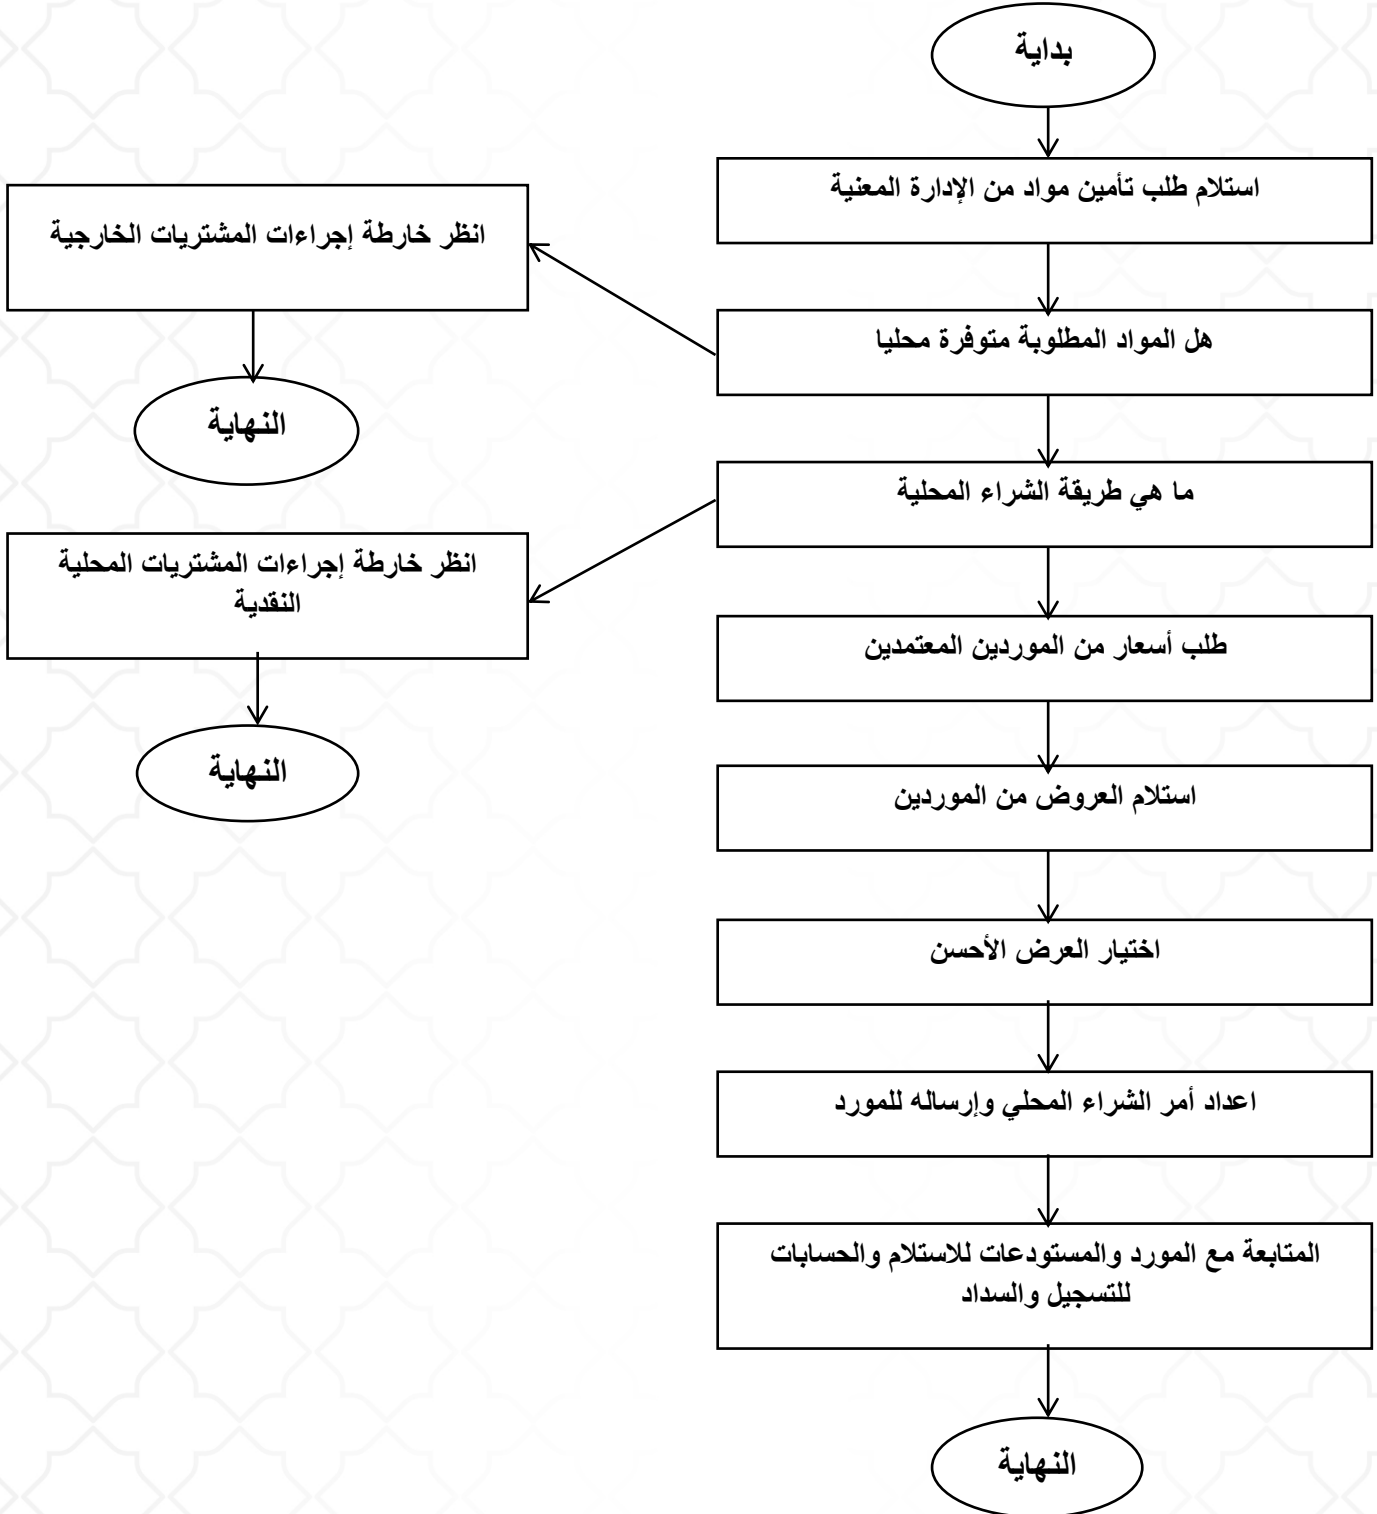 بداية
استلام طلب تأمين مواد من الإدارة المعنية
هل المواد المطلوبة متوفرة محليا
انظر خارطة إجراءات المشتريات الخارجية
النهاية
ما هي طريقة الشراء المحلية
انظر خارطة إجراءات المشتريات المحلية
النقدية
النهاية
طلب أسعار من الموردين المعتمدين
استلام العروض من الموردين
اختيار العرض الأحسن
اعداد أمر الشراء المحلي وإرساله للمورد
المتابعة مع المورد والمستودعات للاستلام والحسابات
للتسجيل والسداد
النهاية